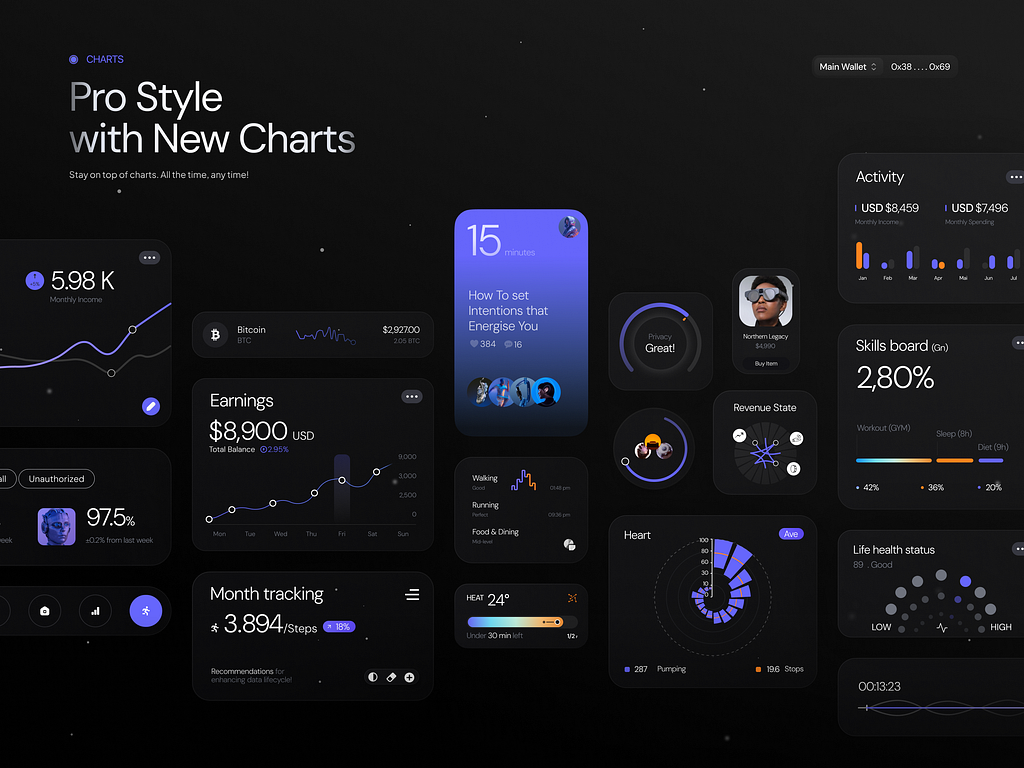 CHARTS
Pro Style
with New Charts
Stay on top of charts. All the time, any time!
Main Wallet
0x38 . . . . 0x69
5.98 K
Monthly Income
Unauthorized
97.5%
±0.2% from last week
Bitcoin
BTC
$2,927.00
2.05 BTC
Earnings
$8,900 USD
Total Balance
2.95%
9,000
3,000
2,500
0
Mon
Tue
Wed
Thu
Fri
Sat
Sun
Month tracking
3.894/Steps
18%
Recommendations for
enhancing data lifecycle!
15 minutes
How To set
Intentions that
Energise You
384
16
Walking
Good
01:48 pm
Running
Perfect
09:36 pm
Food & Dining
Mid-level
HEAT 24°
Under 30 min left
1/2
Privacy
Great!
Northern Legacy
$4,990
Buy Item
Revenue State
Heart
Ave
100
80
60
30
10
0
287 Pumping
19.6 Stops
Activity
USD $8,459
Monthly Income
USD $7,496
Monthly Spending
Jan
Feb
Mar
Apr
Mai
Jun
Jul
Skills board (Gn)
2,80%
Workout (GYM)
Sleep (8h)
Diet (9h)
42%
36%
20%
Life health status
89 . Good
LOW
HIGH
00:13:23